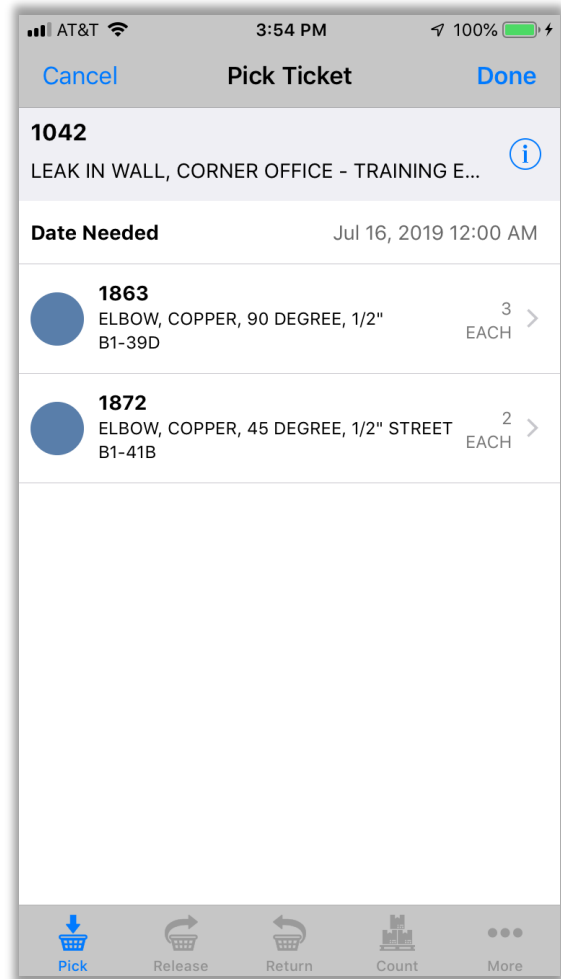 AT&T 3:54 PM 100%
Cancel Pick Ticket Done
1042
LEAK IN WALL, CORNER OFFICE - TRAINING E...
i
Date Needed Jul 16, 2019 12:00 AM
1863
ELBOW, COPPER, 90 DEGREE, 1/2"
B1-39D
3
EACH
1872
ELBOW, COPPER, 45 DEGREE, 1/2" STREET
B1-41B
2
EACH
Pick Release Return Count More